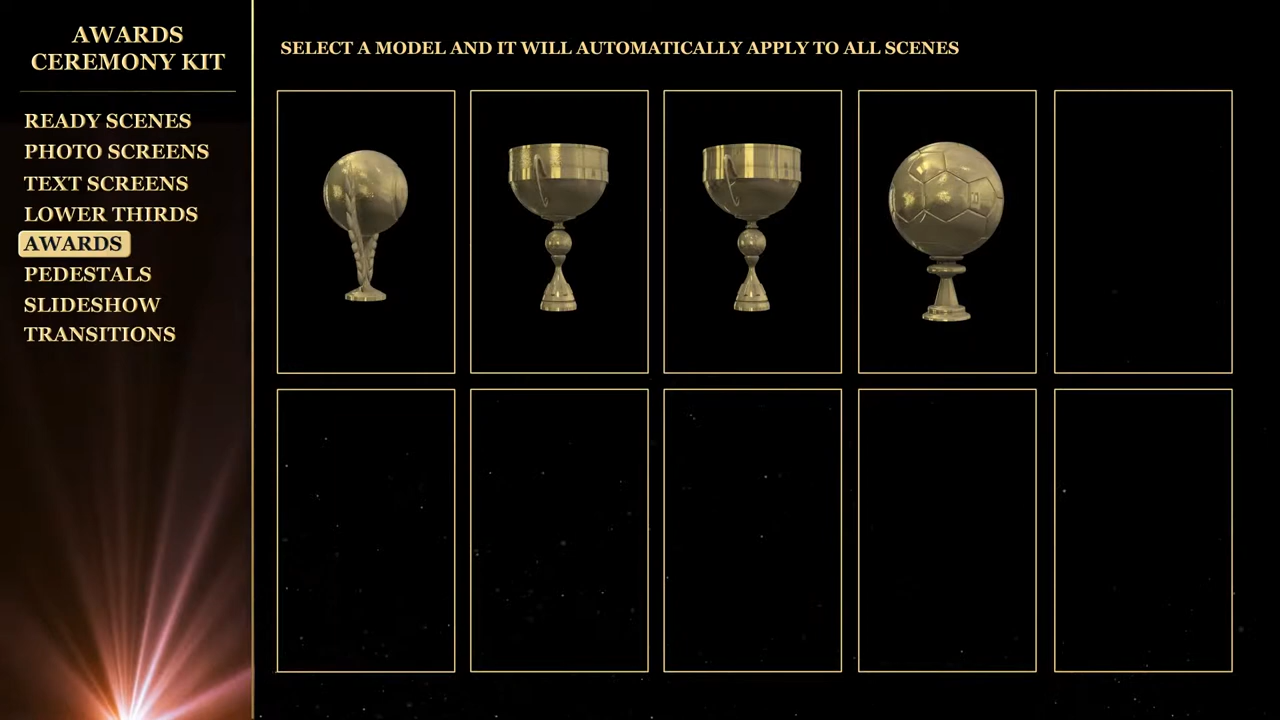 AWARDS
CEREMONY KIT
READY SCENES
PHOTO SCREENS
TEXT SCREENS
LOWER THIRDS
AWARDS
PEDESTALS
SLIDESHOW
TRANSITIONS
SELECT A MODEL AND IT WILL AUTOMATICALLY APPLY TO ALL SCENES